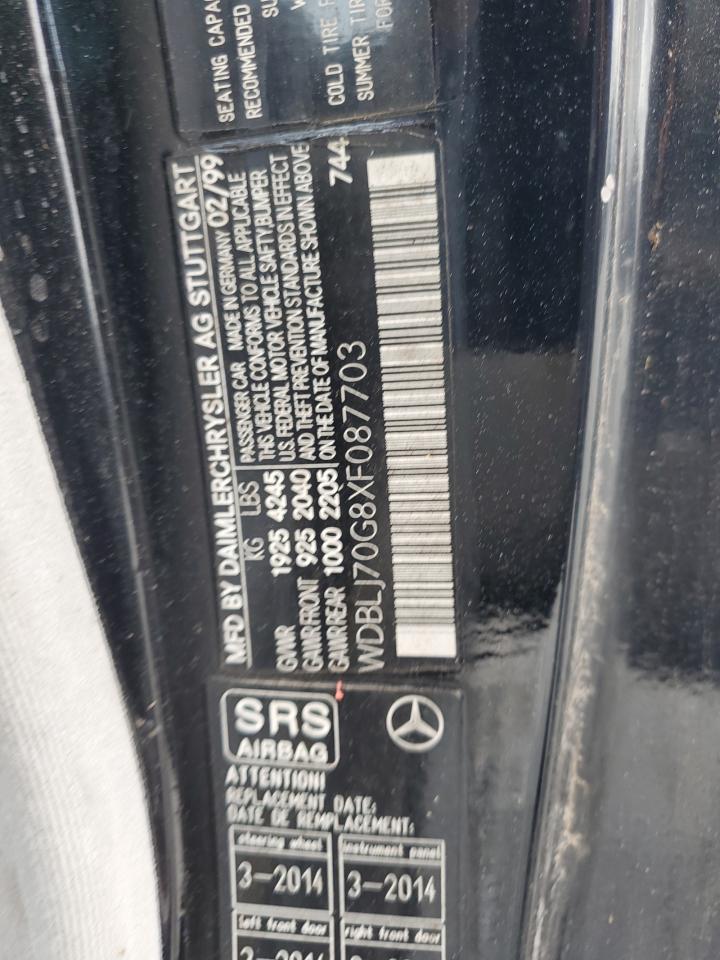 SEATING CAPA
RECOMMENDED
SU
COLD TIRE
SUMMER TIR
FOR
MFD BY DAIMLERCHRYSLER AG STUTTGART
KG LBS PASSENGER CAR MADE IN GERMANY 02/99
GVWR 1925 4245 THIS VEHICLE CONFORMS TO ALL APPLICABLE
U.S. FEDERAL MOTOR VEHICLE SAFETY, BUMPER
GAWR FRONT 925 2040 AND THEFT PREVENTION STANDARDS IN EFFECT
GAWR REAR 1000 2205 ON THE DATE OF MANUFACTURE SHOWN ABOVE
WDBLJ70G8XF087703 744
SRS
AIRBAG
ATTENTION!
REPLACEMENT DATE:
DATE DE REMPLACEMENT:
steering wheel instrument panel
3-2014 3-2014
left front door right front door